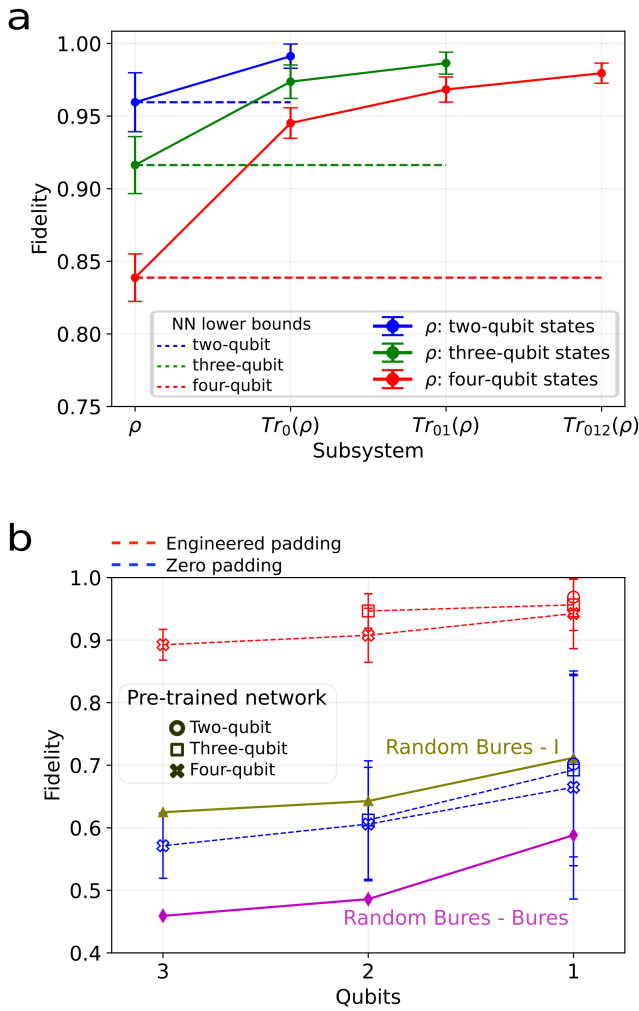 a
1.00
0.95
0.90
0.85
0.80
0.75
Fidelity
NN lower bounds
two-qubit
three-qubit
four-qubit
ρ: two-qubit states
ρ: three-qubit states
ρ: four-qubit states
ρ
Tr₀(ρ)
Tr₀₁(ρ)
Tr₀₁₂(ρ)
Subsystem
b
Engineered padding
Zero padding
1.0
0.9
0.8
0.7
0.6
0.5
0.4
Fidelity
Pre-trained network
Two-qubit
Three-qubit
Four-qubit
Random Bures - I
Random Bures - Bures
3
2
1
Qubits